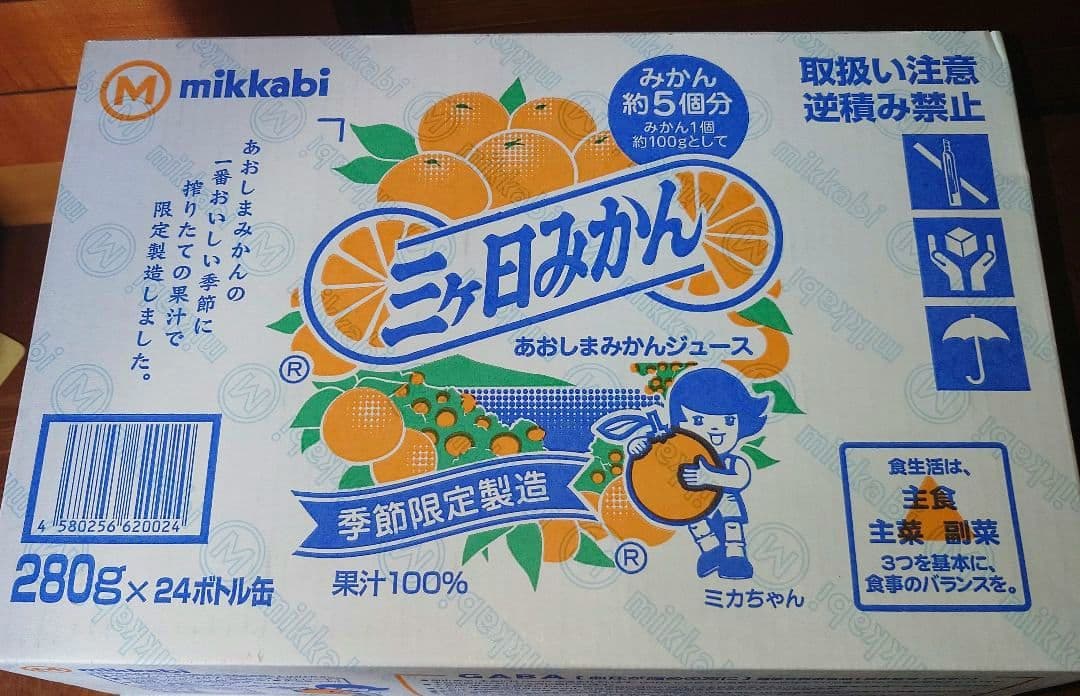 M mikkabi
あおしまみかんの
一番おいしい季節に
搾りたての果汁で
限定製造しました。
みかん
約5個分
みかん1個
約100gとして
取扱い注意
逆積み禁止
三ヶ日みかん
®
あおしまみかんジュース
季節限定製造
®
果汁100%
ミカちゃん
4 580256 620024
280g×24ボトル缶
食生活は、
主食
主菜 副菜
3つを基本に、
食事のバランスを。
mikkabi
GABA